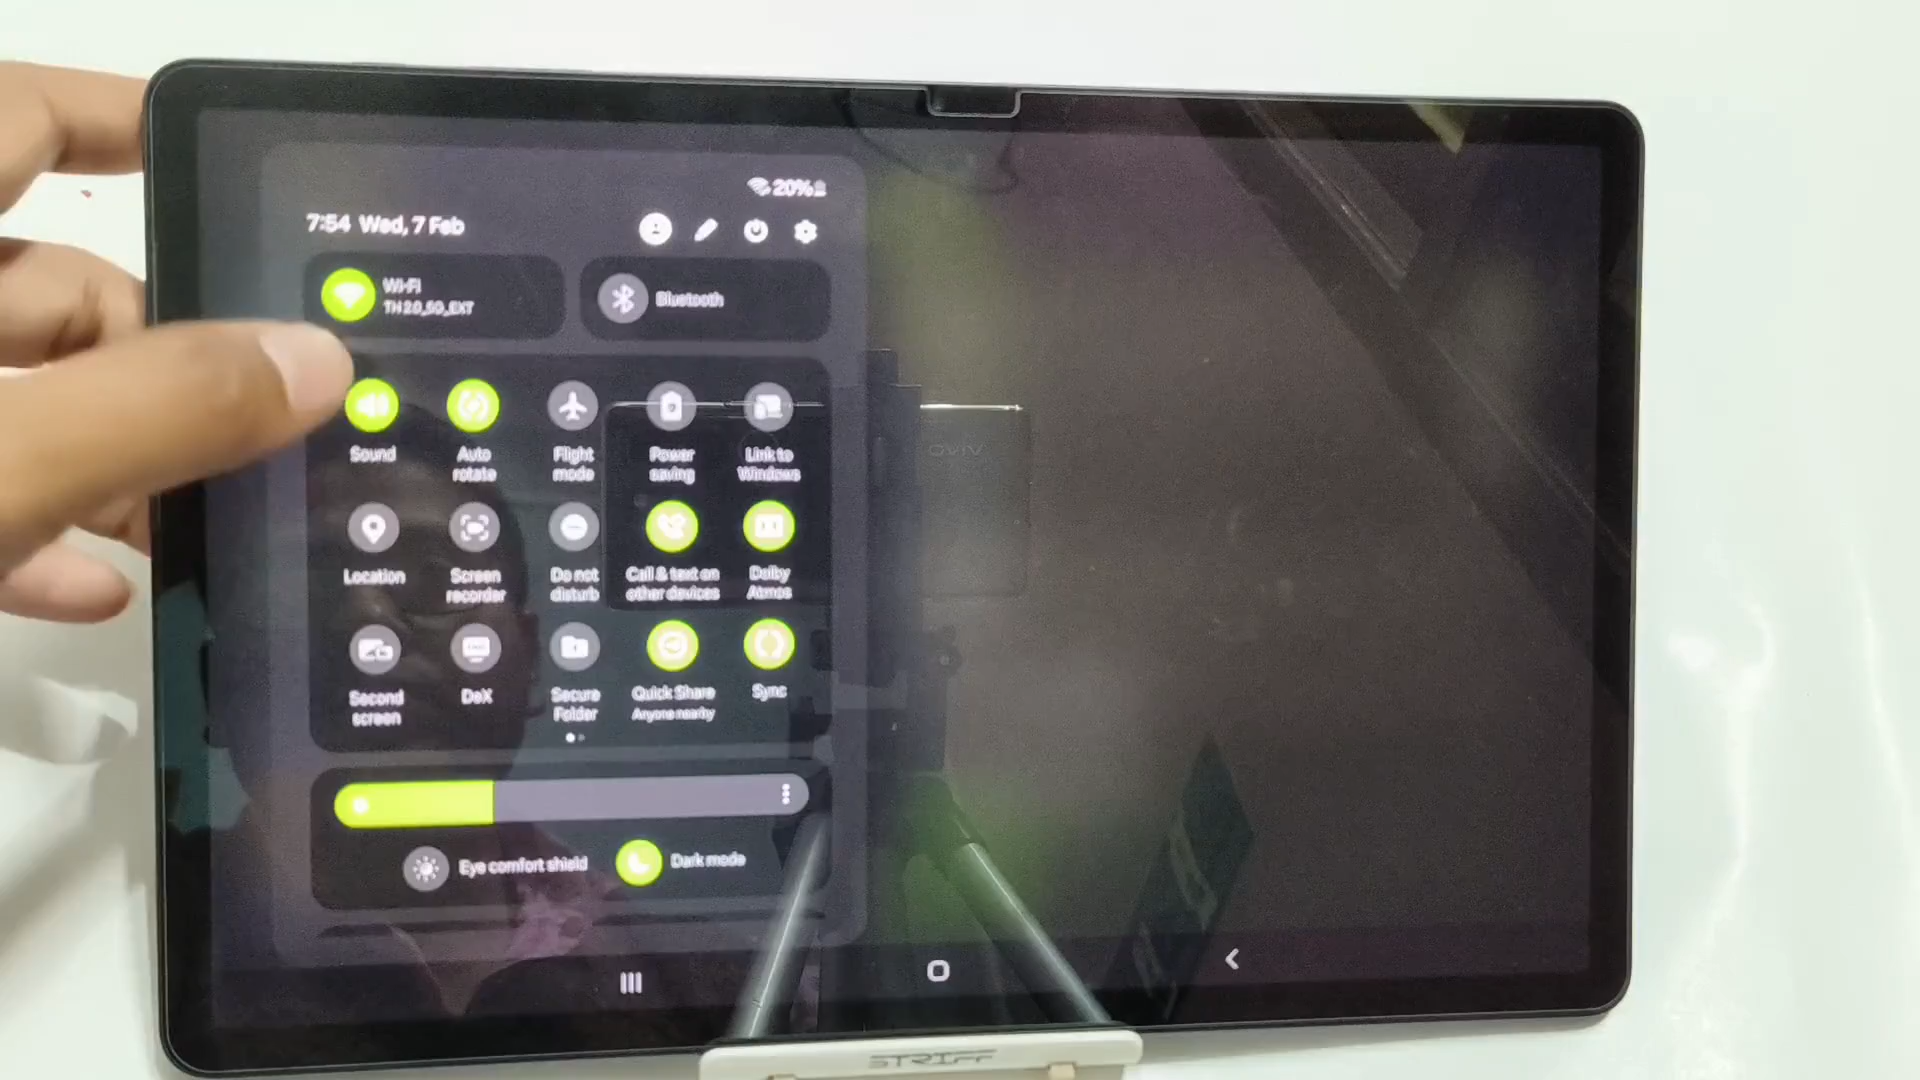 20%
7:54 Wed, 7 Feb
Wi-Fi
Bluetooth
Sound
Auto
rotate
Flight
mode
Power
saving
Link to
Windows
Location
Screen
recorder
Do not
disturb
Call & text on
other devices
Dolby
Atmos
Second
screen
DeX
Secure
Folder
Quick Share
Anyone nearby
Sync
Eye comfort shield
Dark mode
STRIFF